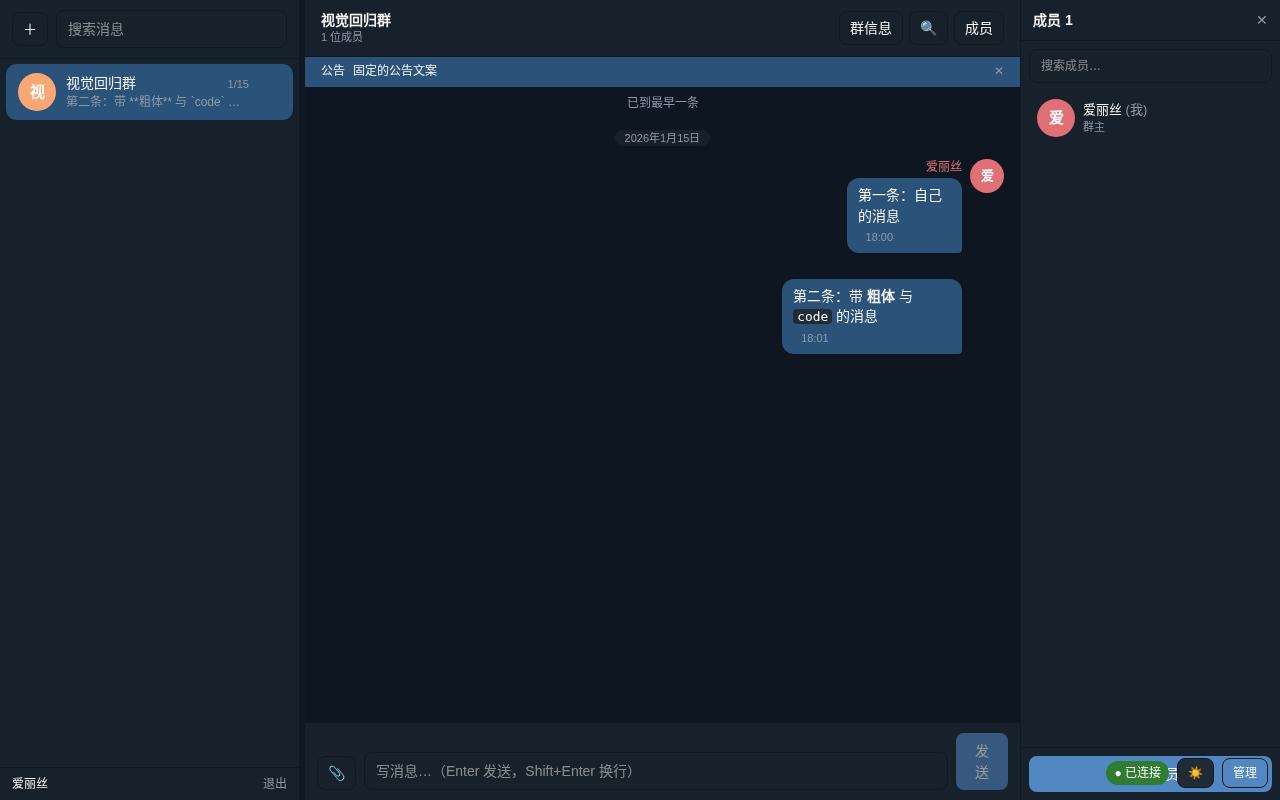 ＋
搜索消息
视
视觉回归群
1/15
第二条：带 **粗体** 与 `code` …
爱丽丝
退出
视觉回归群
1 位成员
群信息
成员
公告 固定的公告文案
✕
已到最早一条
2026年1月15日
爱丽丝
爱
第一条：自己
的消息
18:00
第二条：带 粗体 与
code 的消息
18:01
写消息…（Enter 发送，Shift+Enter 换行）
发
送
成员 1
✕
搜索成员…
爱
爱丽丝 (我)
群主
● 已连接
管理